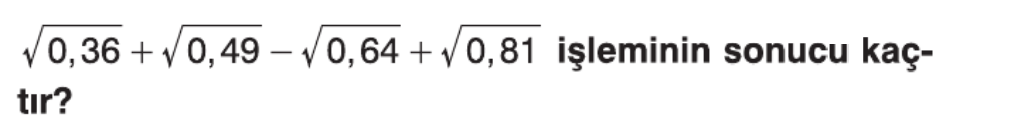 √0,36 + √0,49 – √0,64 + √0,81 işleminin sonucu kaç-
tır?